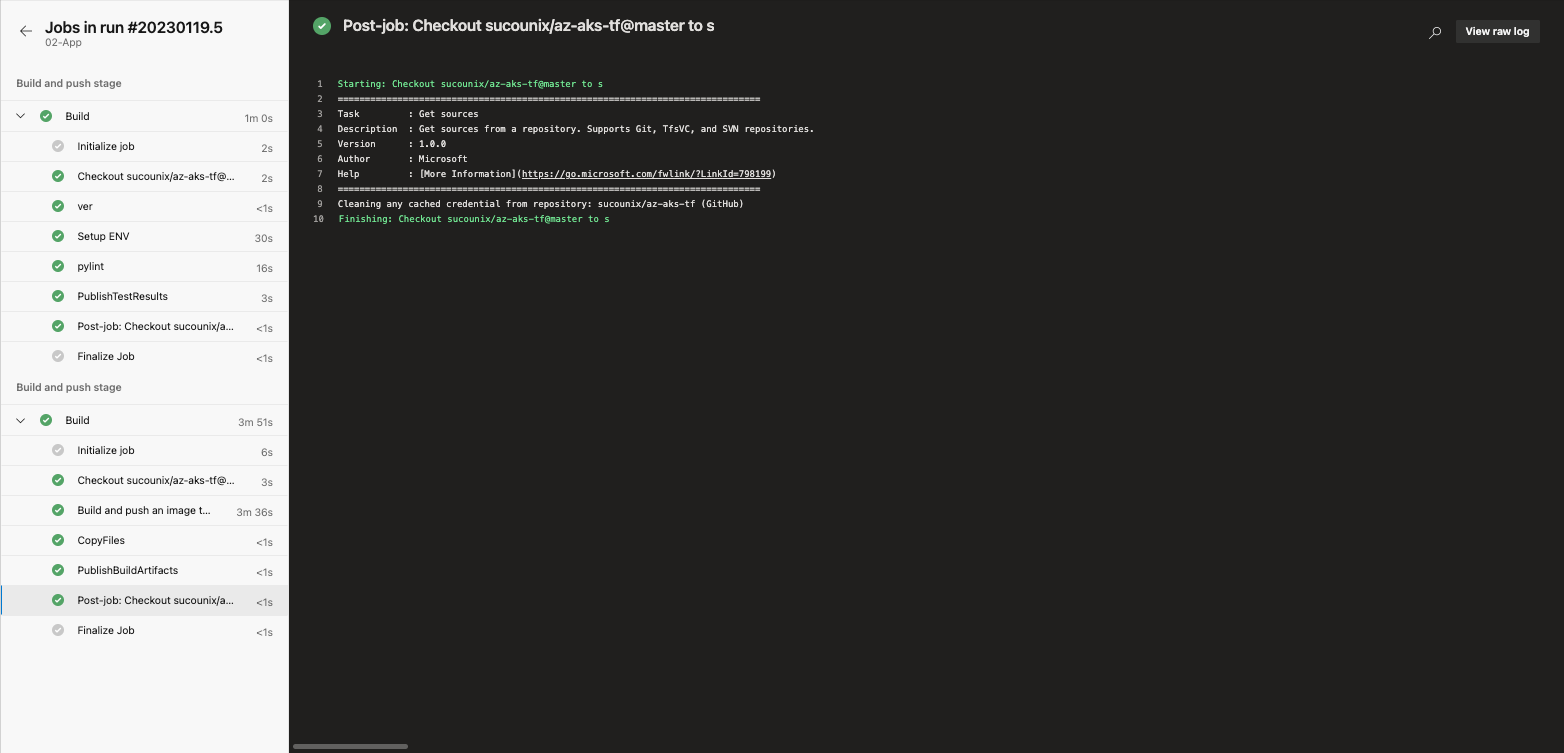 Jobs in run #20230119.5
02-App
Build and push stage
Build 1m 0s
Initialize job 2s
Checkout sucounix/az-aks-tf@... 2s
ver <1s
Setup ENV 30s
pylint 16s
PublishTestResults 3s
Post-job: Checkout sucounix/a... <1s
Finalize Job <1s
Build and push stage
Build 3m 51s
Initialize job 6s
Checkout sucounix/az-aks-tf@... 3s
Build and push an image t... 3m 36s
CopyFiles <1s
PublishBuildArtifacts <1s
Post-job: Checkout sucounix/a... <1s
Finalize Job <1s
Post-job: Checkout sucounix/az-aks-tf@master to s
View raw log
1 Starting: Checkout sucounix/az-aks-tf@master to s
2 ==============================================================================
3 Task : Get sources
4 Description : Get sources from a repository. Supports Git, TfsVC, and SVN repositories.
5 Version : 1.0.0
6 Author : Microsoft
7 Help : [More Information](https://go.microsoft.com/fwlink/?LinkId=798199)
8 ==============================================================================
9 Cleaning any cached credential from repository: sucounix/az-aks-tf (GitHub)
10 Finishing: Checkout sucounix/az-aks-tf@master to s